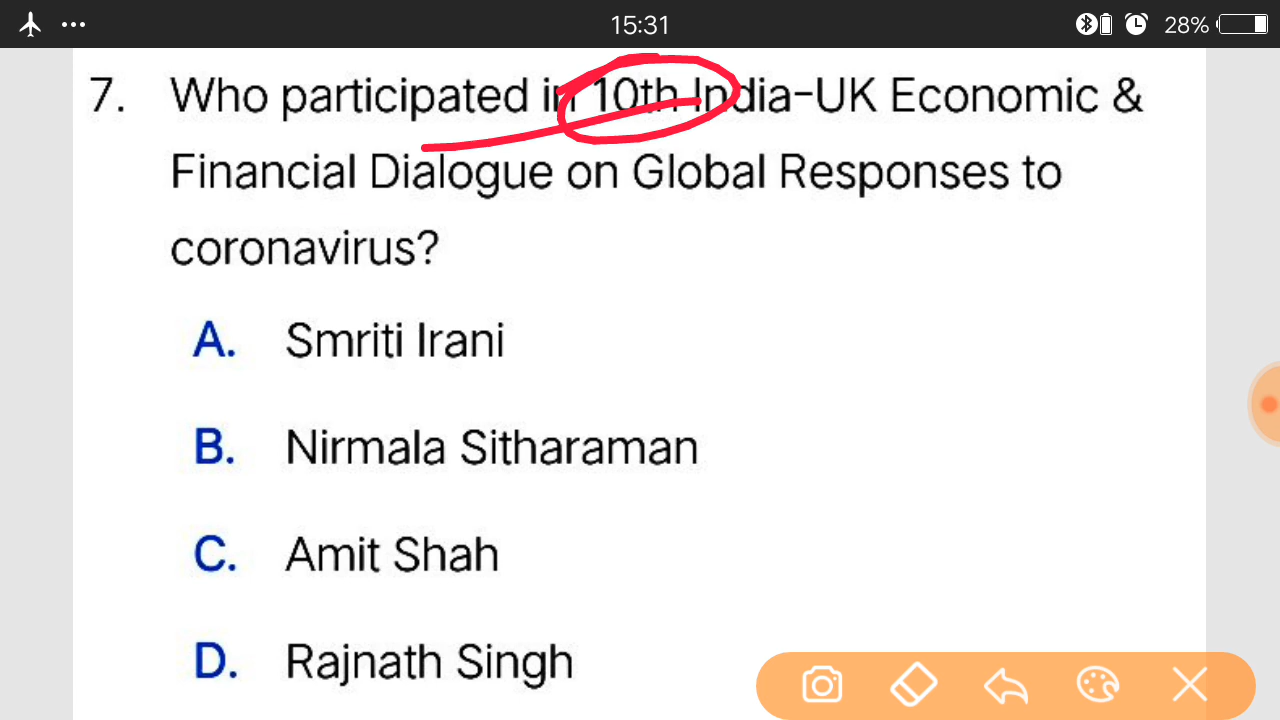 15:31
28%
7. Who participated in 10th India-UK Economic &
Financial Dialogue on Global Responses to
coronavirus?
A. Smriti Irani
B. Nirmala Sitharaman
C. Amit Shah
D. Rajnath Singh